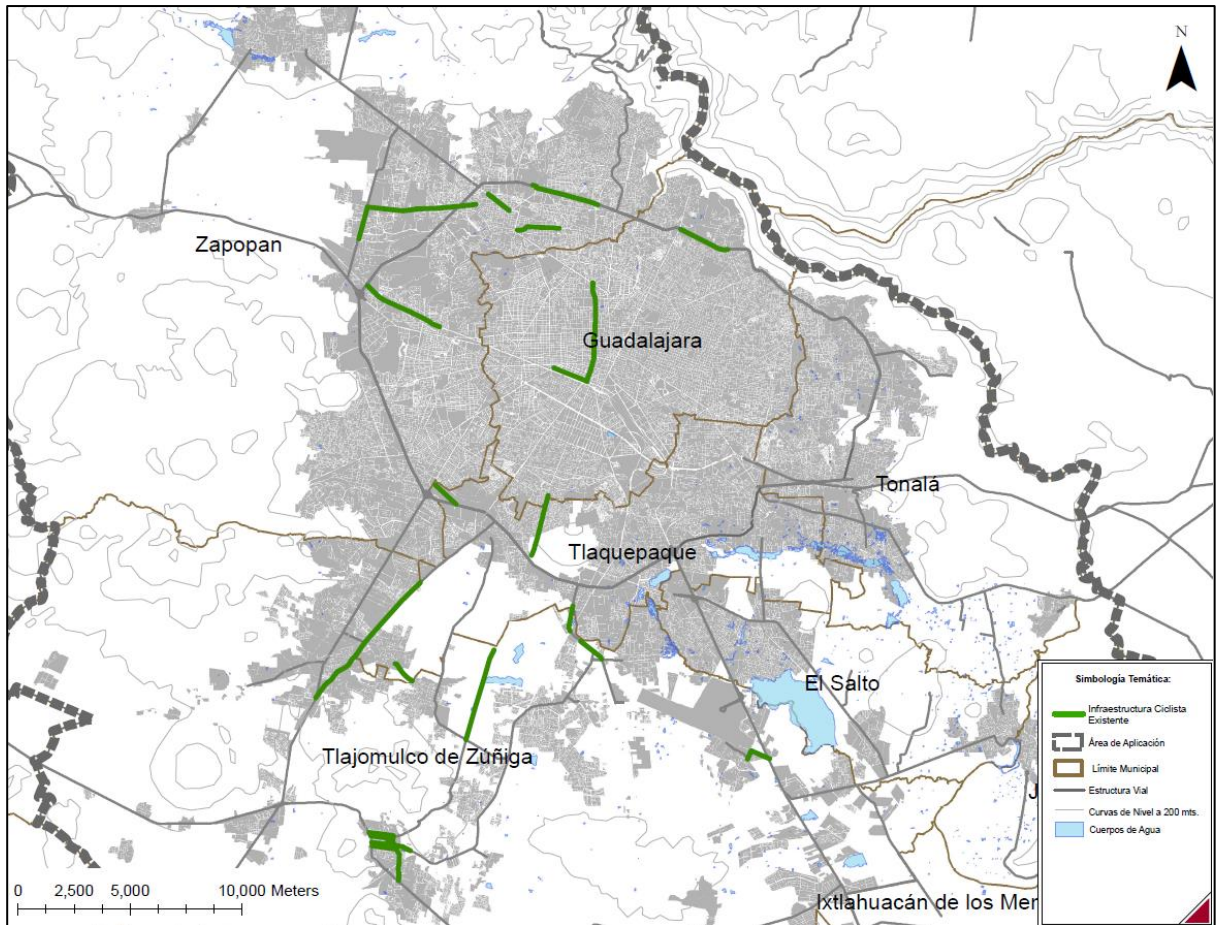 N
Zapopan
Guadalajara
Tonalá
Tlaquepaque
El Salto
Tlajomulco de Zúñiga
J
Ixtlahuacán de los Mer
0 2,500 5,000 10,000 Meters
Simbología Temática:
Infraestructura Ciclista
Existente
Área de Aplicación
Límite Municipal
Estructura Vial
Curvas de Nivel a 200 mts.
Cuerpos de Agua